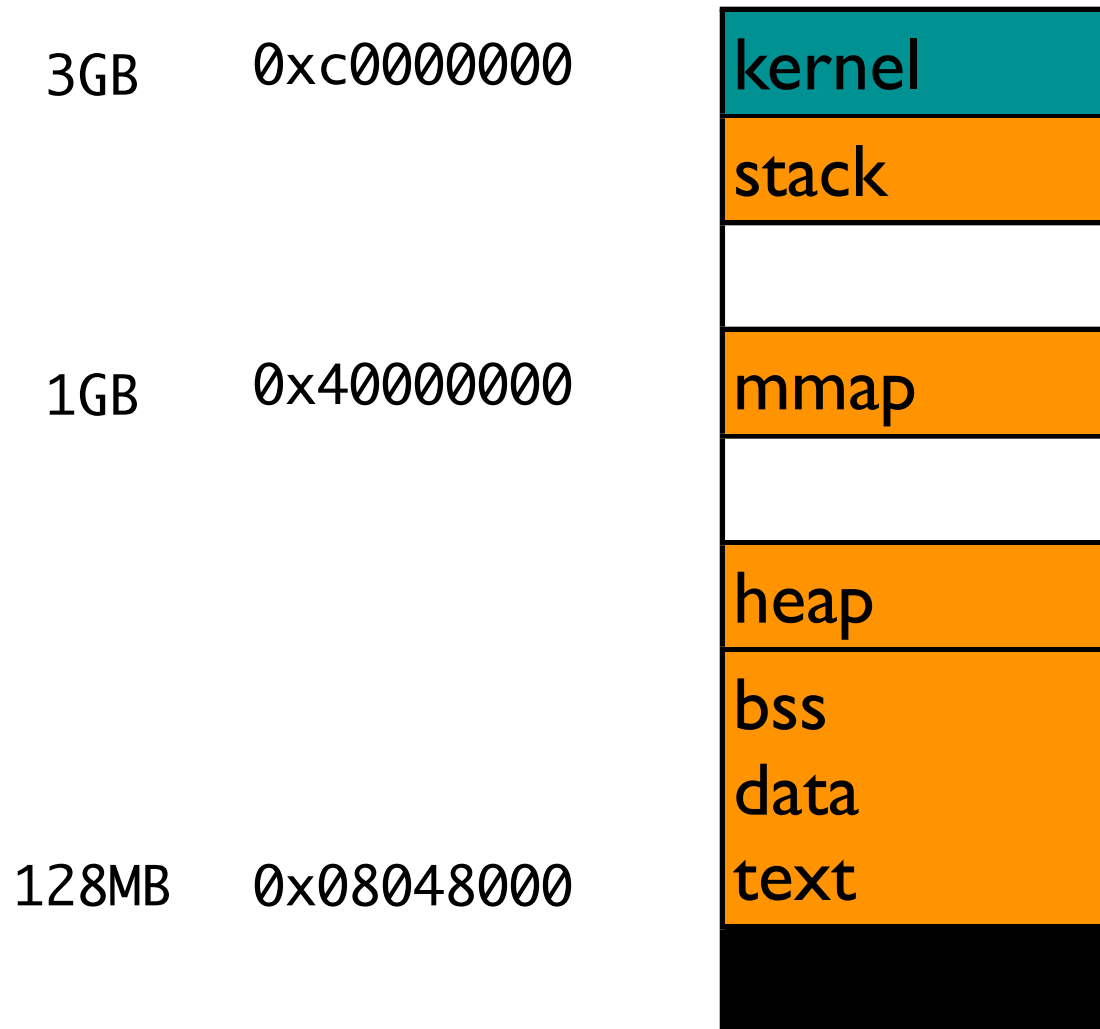 3GB 0xc0000000 kernel
stack
1GB 0x40000000 mmap
heap
bss
data
128MB 0x08048000 text